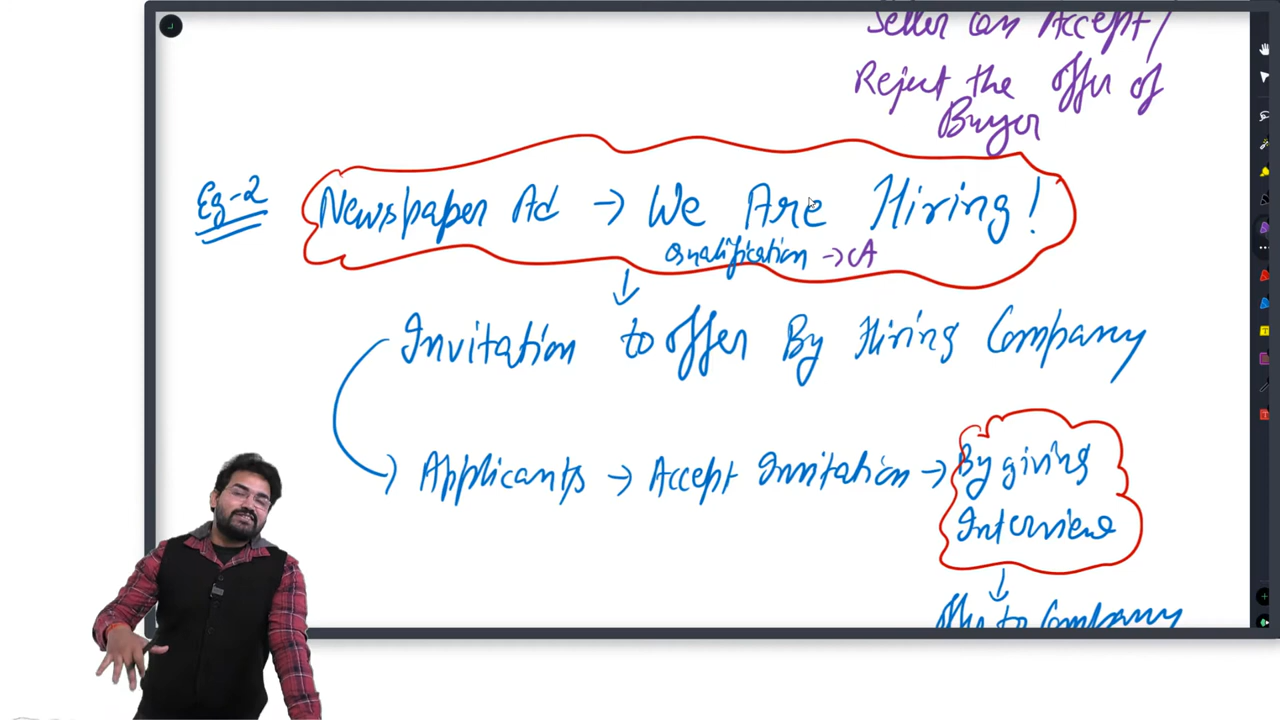 Seller can Accept/
Reject the offer of
Buyer
Eg-2
Newspaper Ad → We Are Hiring!
Qualification → CA
↓
Invitation to offer By Hiring Company
Applicants → Accept Invitation → By giving
Interview
↓
Offer to Company